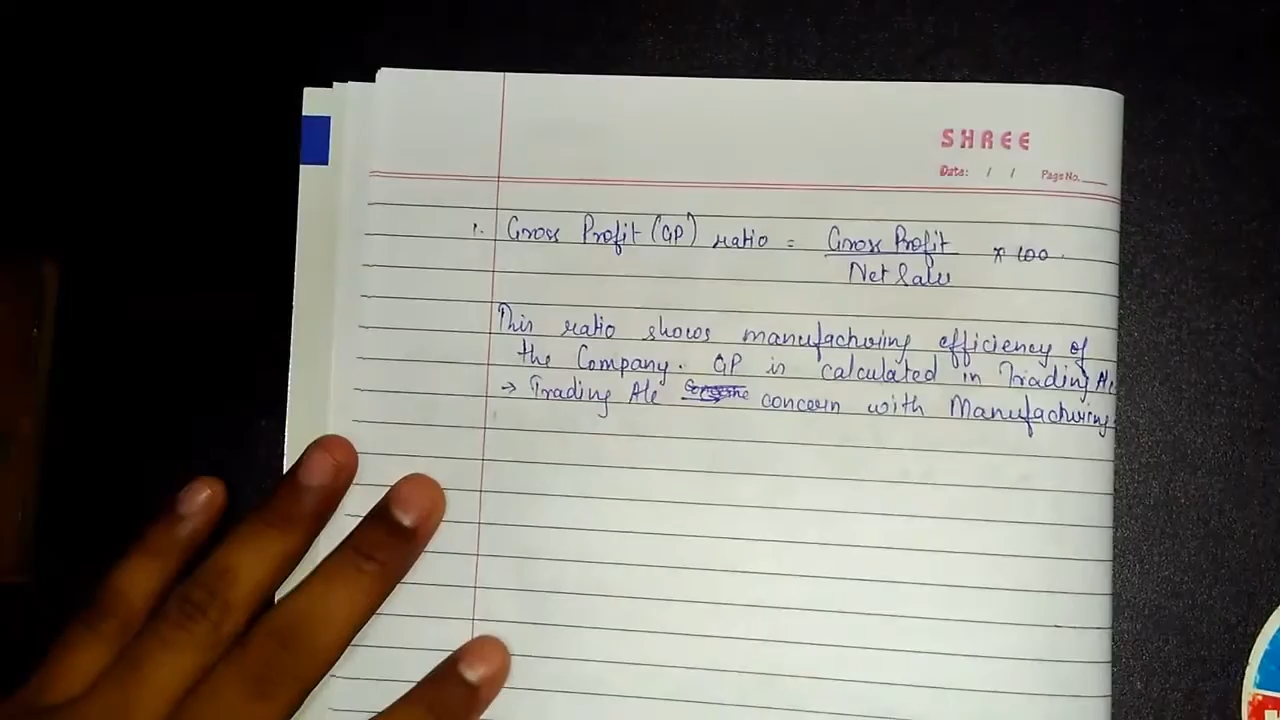 SHREE
Date: / / Page No.
1. Gross Profit (GP) ratio = Gross Profit × 100
Net Sale
This ratio shows manufacturing efficiency of
the Company. GP is calculated in Trading A/c
→ Trading A/c concern with Manufacturing